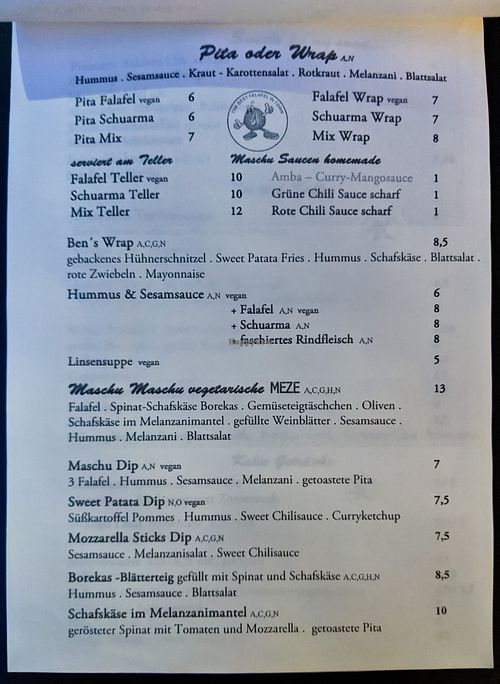 Pita oder Wrap A,N
Hummus . Sesamsauce . Kraut - Karottensalat . Rotkraut . Melanzani . Blattsalat
Pita Falafel vegan 6
Pita Schuarma 6
Pita Mix 7
Falafel Wrap vegan 7
Schuarma Wrap 7
Mix Wrap 8
serviert am Teller
Falafel Teller vegan 10
Schuarma Teller 10
Mix Teller 12
Maschu Saucen homemade
Amba – Curry-Mangosauce 1
Grüne Chili Sauce scharf 1
Rote Chili Sauce scharf 1
Ben´s Wrap A,C,G,N 8,5
gebackenes Hühnerschnitzel . Sweet Patata Fries . Hummus . Schafskäse . Blattsalat .
rote Zwiebeln . Mayonnaise
Hummus & Sesamsauce A,N vegan 6
+ Falafel A,N vegan 8
+ Schuarma A,N 8
+ faschiertes Rindfleisch A,N 8
Linsensuppe vegan 5
Maschu Maschu vegetarische MEZE A,C,G,H,N 13
Falafel . Spinat-Schafskäse Borekas . Gemüseteigtäschchen . Oliven .
Schafskäse im Melanzanimantel . gefüllte Weinblätter . Sesamsauce .
Hummus . Melanzani . Blattsalat
Maschu Dip A,N vegan 7
3 Falafel . Hummus . Sesamsauce . Melanzani . getoastete Pita
Sweet Patata Dip N,O vegan 7,5
Süßkartoffel Pommes . Hummus . Sweet Chilisauce . Curryketchup
Mozzarella Sticks Dip A,C,G,N 7,5
Sesamsauce . Melanzanisalat . Sweet Chilisauce
Borekas -Blätterteig gefüllt mit Spinat und Schafskäse A,C,G,H,N 8,5
Hummus . Sesamsauce . Blattsalat
Schafskäse im Melanzanimantel A,C,G,N 10
gerösteter Spinat mit Tomaten und Mozzarella . getoastete Pita